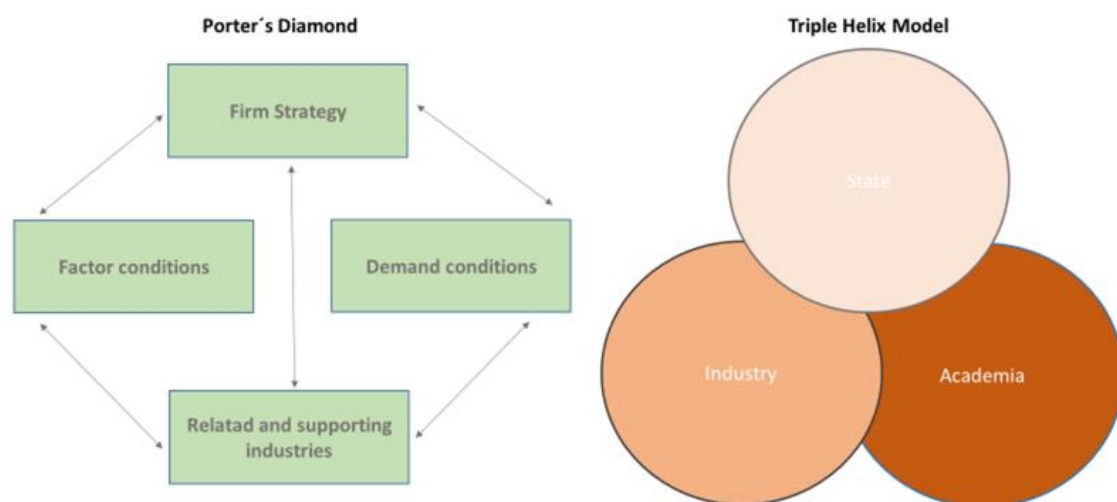 Porter´s Diamond
Firm Strategy
Factor conditions
Demand conditions
Relatad and supporting
industries
Triple Helix Model
State
Industry
Academia